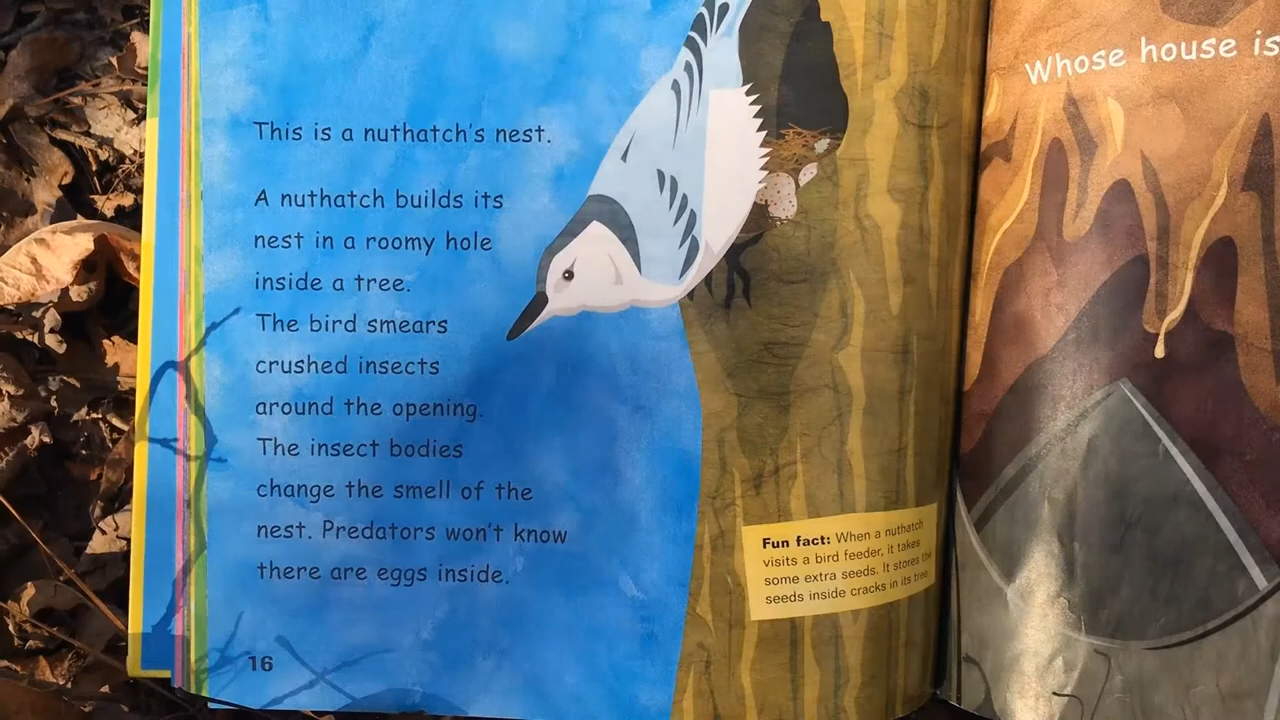 This is a nuthatch's nest.
A nuthatch builds its
nest in a roomy hole
inside a tree.
The bird smears
crushed insects
around the opening.
The insect bodies
change the smell of the
nest. Predators won't know
there are eggs inside.
Fun fact: When a nuthatch
visits a bird feeder, it takes
some extra seeds. It stores the
seeds inside cracks in its tree.
16
Whose house is